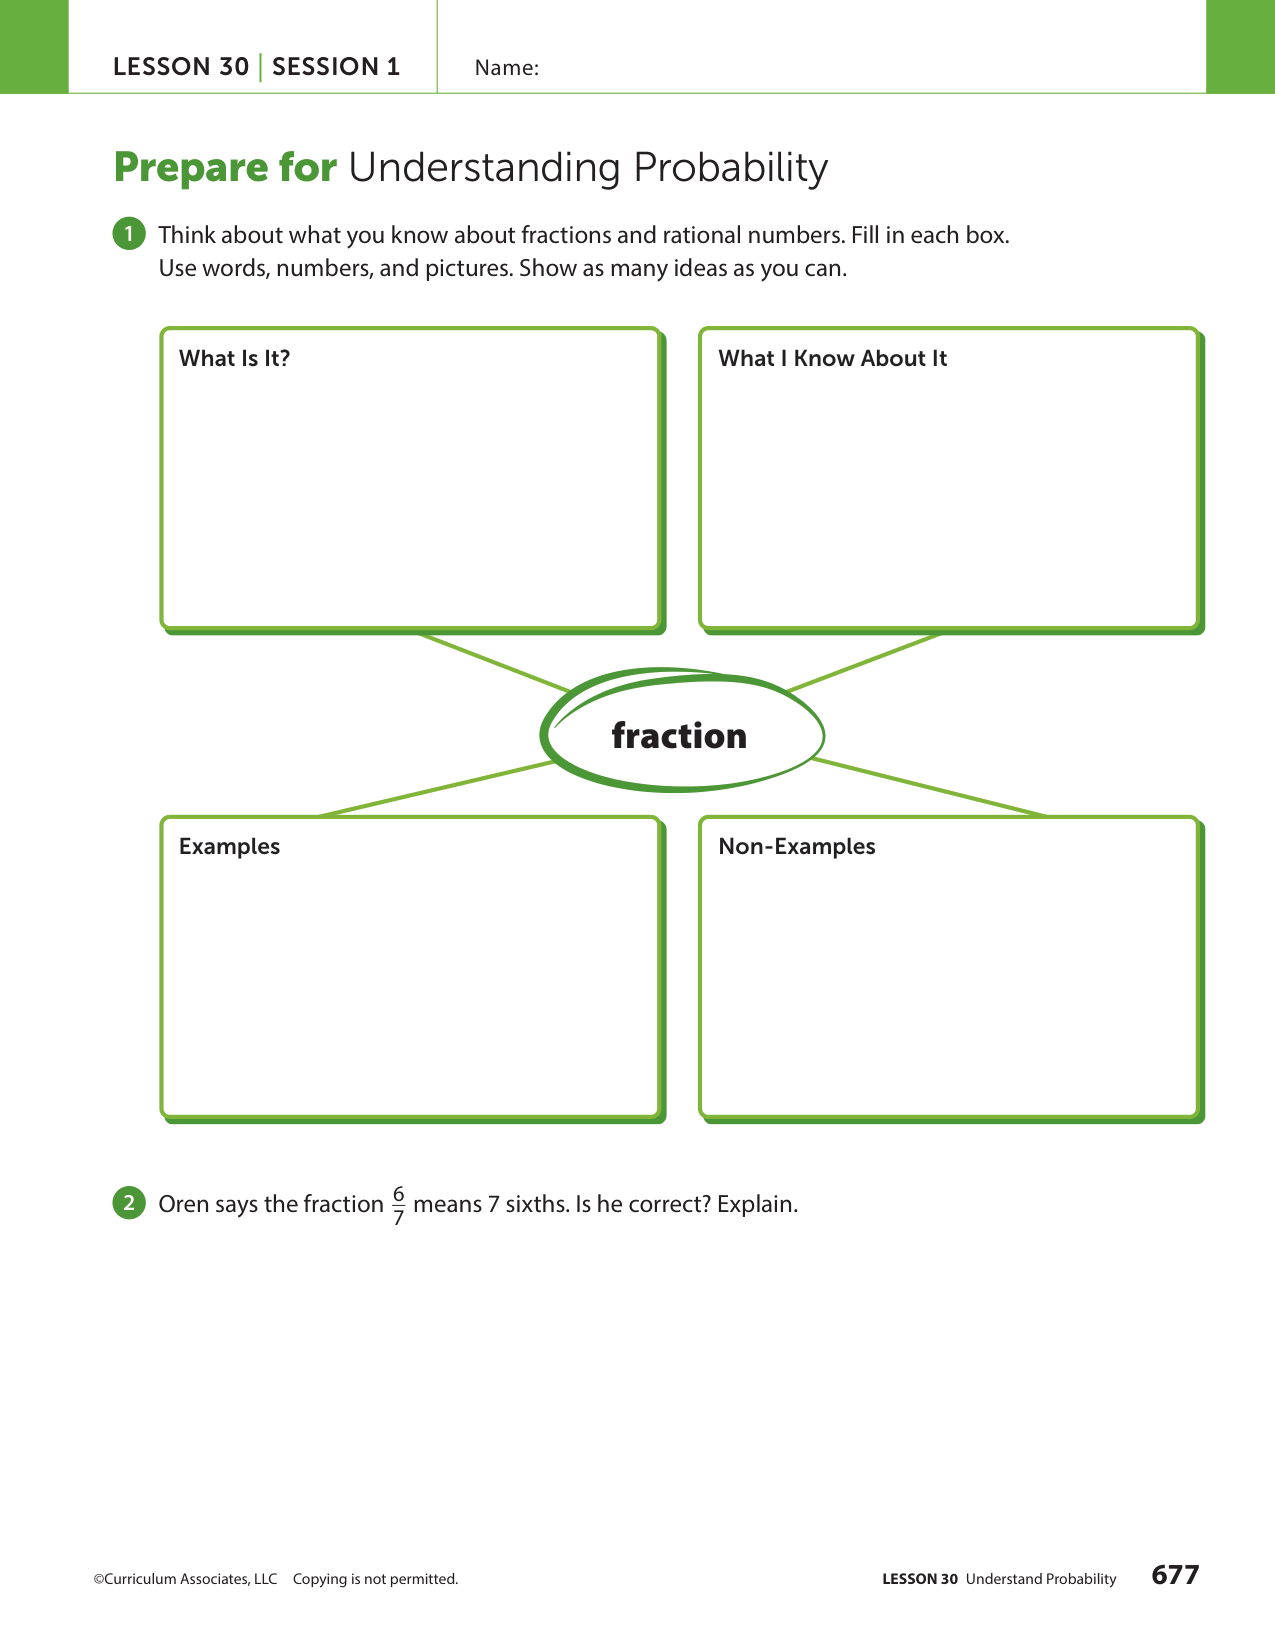 LESSON 30 | SESSION 1
Name:
Prepare for Understanding Probability
1 Think about what you know about fractions and rational numbers. Fill in each box.
Use words, numbers, and pictures. Show as many ideas as you can.
What Is It?
What I Know About It
fraction
Examples
Non-Examples
2 Oren says the fraction 6/7 means 7 sixths. Is he correct? Explain.
©Curriculum Associates, LLC Copying is not permitted.
LESSON 30 Understand Probability 677